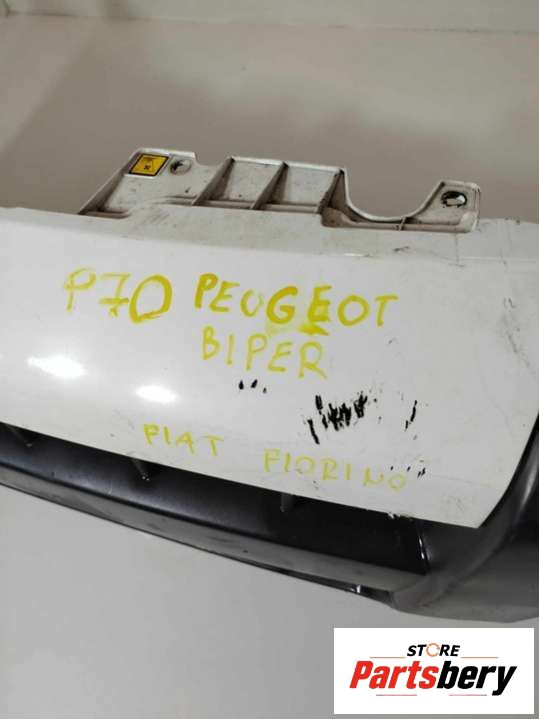 P70 PEUGEOT
BIPER
FIAT FIORINO
STORE
Partsbery